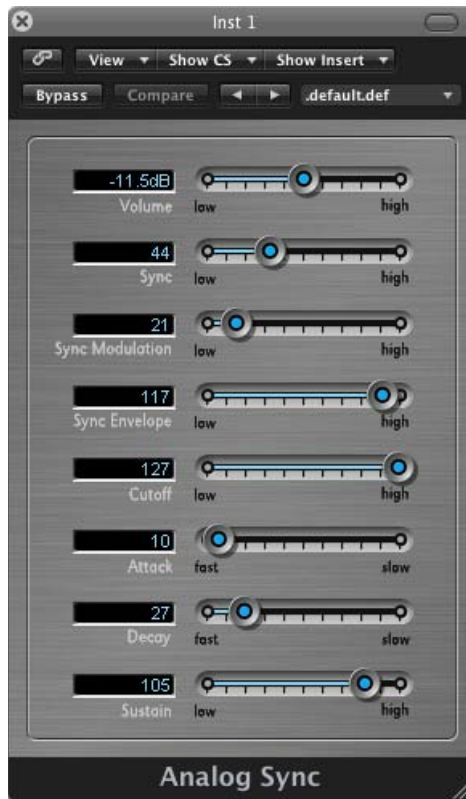 Inst 1
View Show CS Show Insert
Bypass Compare .default.def
-11.5dB
Volume low high
44
Sync low high
21
Sync Modulation low high
117
Sync Envelope low high
127
Cutoff low high
10
Attack fast slow
27
Decay fast slow
105
Sustain low high
Analog Sync